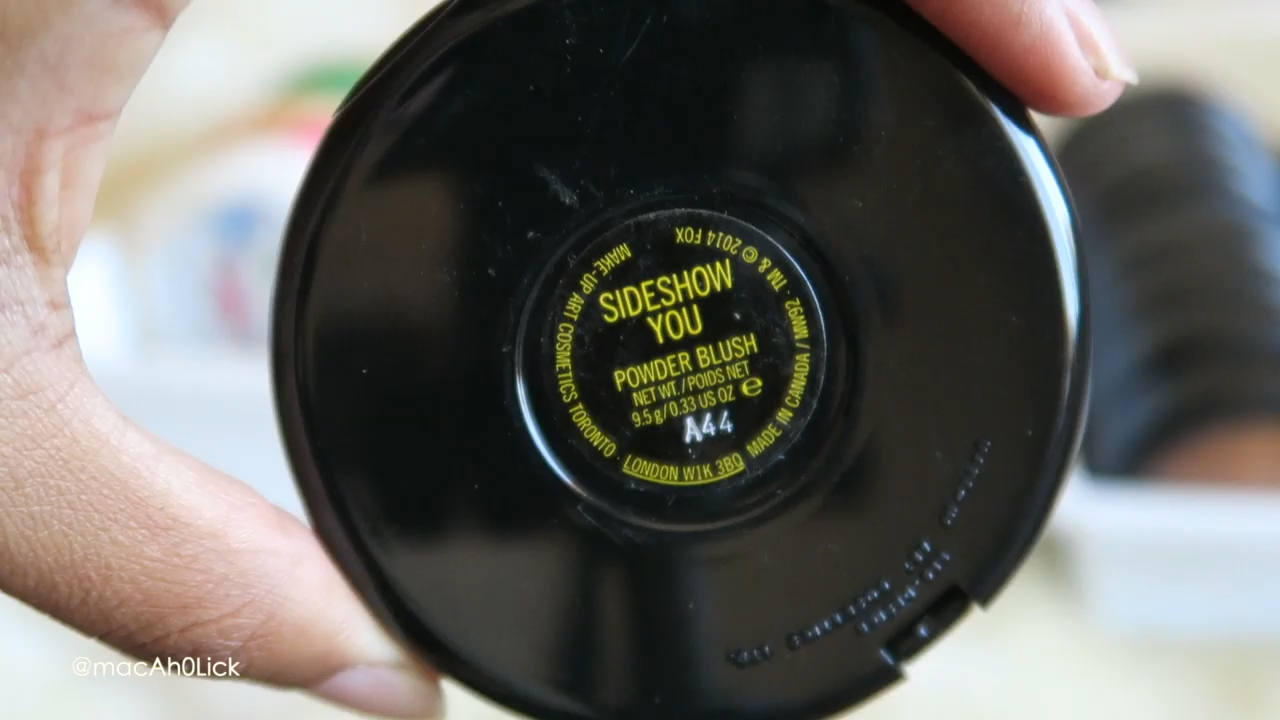 SIDESHOW
YOU
POWDER BLUSH
NET WT./POIDS NET
9.5 g/0.33 US OZ e
A44
MAKE-UP ART COSMETICS TORONTO · LONDON W1K 3BQ
MADE IN CANADA / MW92 · TM & © 2014 FOX
@macAh0Lick